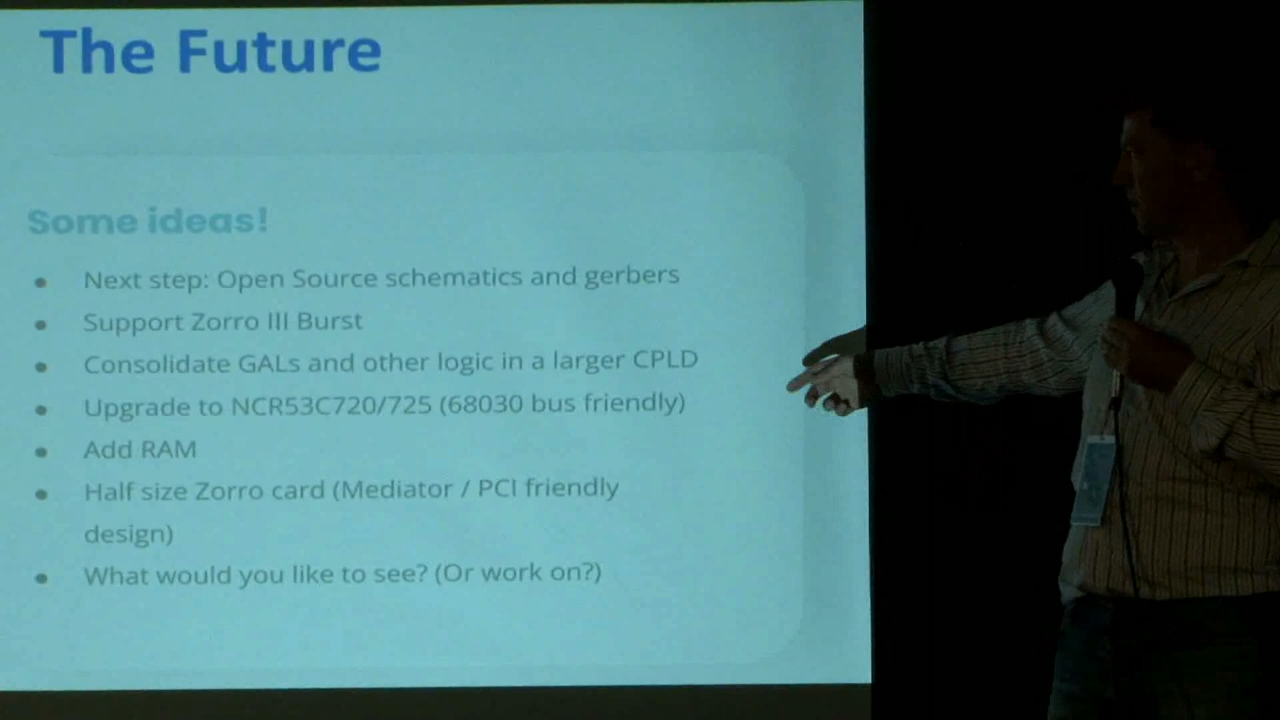 The Future
Some ideas!
Next step: Open Source schematics and gerbers
Support Zorro III Burst
Consolidate GALs and other logic in a larger CPLD
Upgrade to NCR53C720/725 (68030 bus friendly)
Add RAM
Half size Zorro card (Mediator / PCI friendly
design)
What would you like to see? (Or work on?)